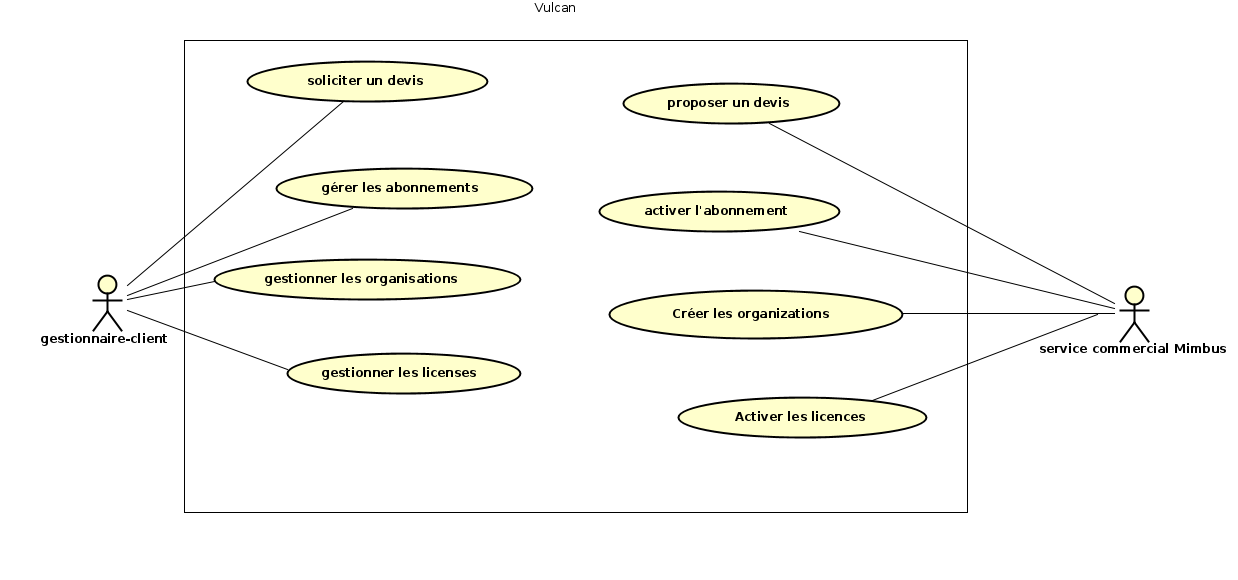 Vulcan
soliciter un devis
proposer un devis
gérer les abonnements
activer l'abonnement
gestionner les organisations
Créer les organizations
gestionnaire-client
service commercial Mimbus
gestionner les licenses
Activer les licences